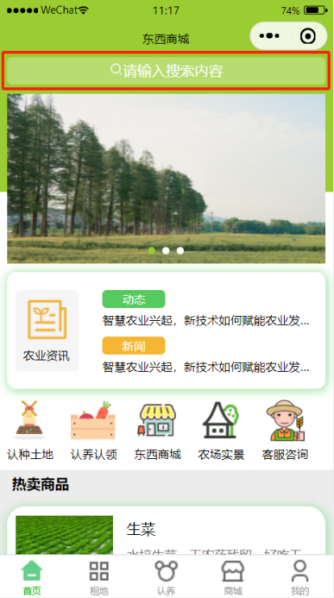 WeChat
11:17
74%
东西商城
请输入搜索内容
动态
智慧农业兴起，新技术如何赋能农业发...
农业资讯
新闻
智慧农业兴起，新技术如何赋能农业发...
认种土地
认养认领
东西商城
农场实景
客服咨询
热卖商品
生菜
首页
租地
认养
商城
我的